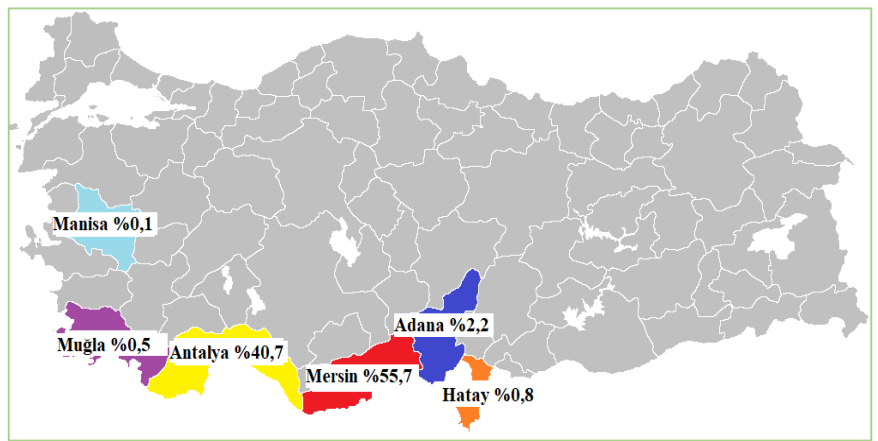 Manisa %0,1
Muğla %0,5
Antalya %40,7
Mersin %55,7
Adana %2,2
Hatay %0,8